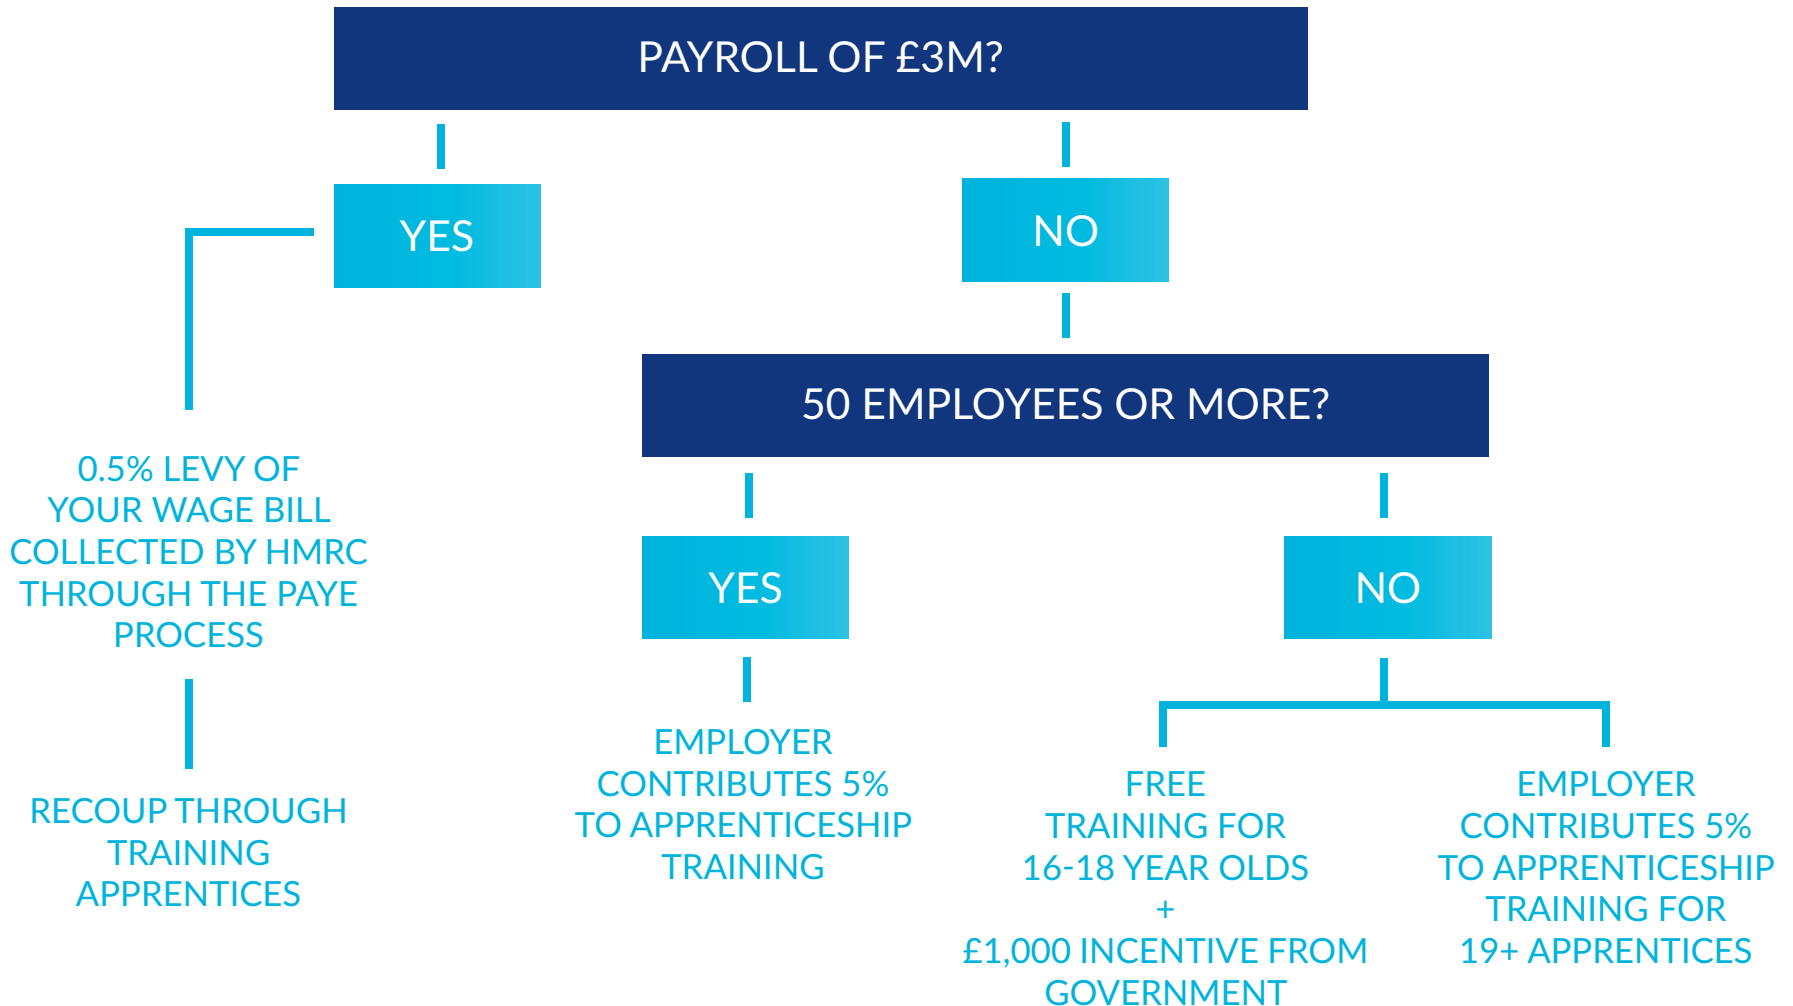 PAYROLL OF £3M?
YES
NO
50 EMPLOYEES OR MORE?
0.5% LEVY OF
YOUR WAGE BILL
COLLECTED BY HMRC
THROUGH THE PAYE
PROCESS
YES
NO
RECOUP THROUGH
TRAINING
APPRENTICES
EMPLOYER
CONTRIBUTES 5%
TO APPRENTICESHIP
TRAINING
FREE
TRAINING FOR
16-18 YEAR OLDS
+
£1,000 INCENTIVE FROM
GOVERNMENT
EMPLOYER
CONTRIBUTES 5%
TO APPRENTICESHIP
TRAINING FOR
19+ APPRENTICES